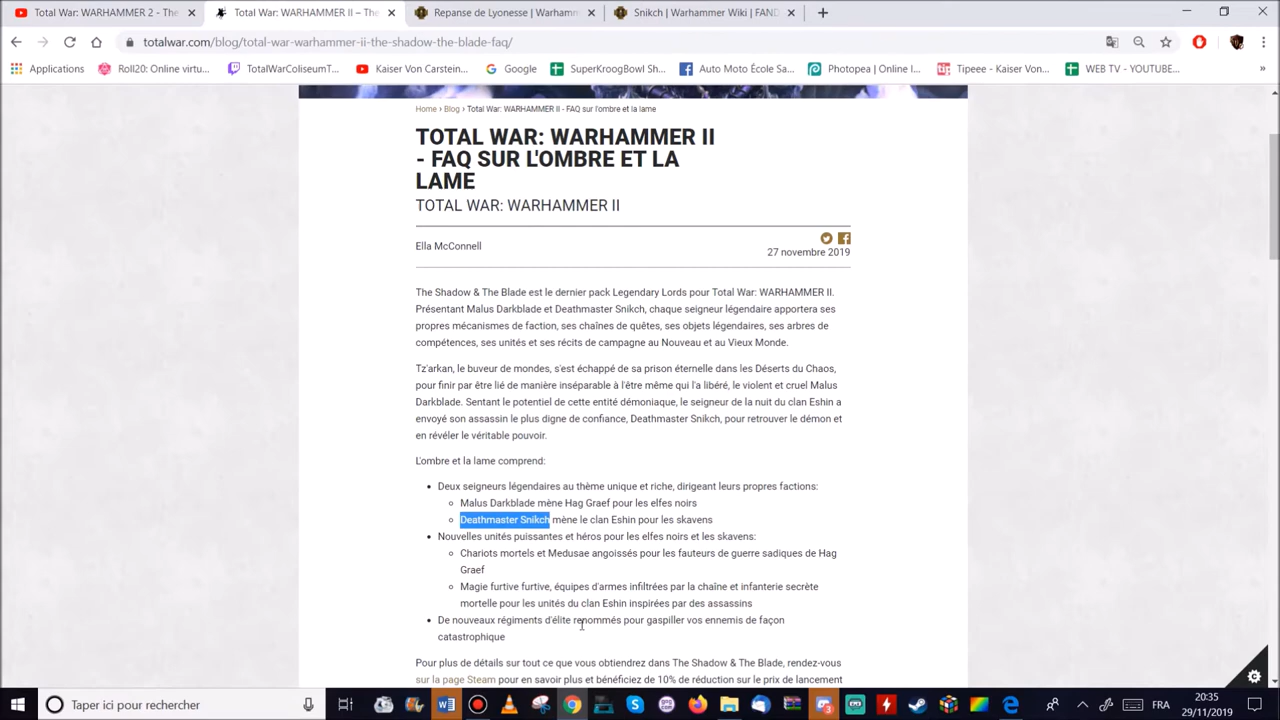 Total War: WARHAMMER 2 - The
Total War: WARHAMMER II – The
Repanse de Lyonesse | Warham
Snikch | Warhammer Wiki | FAND
totalwar.com/blog/total-war-warhammer-ii-the-shadow-the-blade-faq/
Applications
Roll20: Online virtu...
TotalWarColiseumT...
Kaiser Von Carstein...
Google
SuperKroogBowl Sh...
Auto Moto École Sa...
Photopea | Online I...
Tipeee - Kaiser Von...
WEB TV - YOUTUBE...
»
Home › Blog › Total War: WARHAMMER II - FAQ sur l'ombre et la lame
TOTAL WAR: WARHAMMER II
- FAQ SUR L'OMBRE ET LA
LAME
TOTAL WAR: WARHAMMER II
Ella McConnell
27 novembre 2019
The Shadow & The Blade est le dernier pack Legendary Lords pour Total War: WARHAMMER II.
Présentant Malus Darkblade et Deathmaster Snikch, chaque seigneur légendaire apportera ses
propres mécanismes de faction, ses chaînes de quêtes, ses objets légendaires, ses arbres de
compétences, ses unités et ses récits de campagne au Nouveau et au Vieux Monde.
Tz'arkan, le buveur de mondes, s'est échappé de sa prison éternelle dans les Déserts du Chaos,
pour finir par être lié de manière inséparable à l'être même qui l'a libéré, le violent et cruel Malus
Darkblade. Sentant le potentiel de cette entité démoniaque, le seigneur de la nuit du clan Eshin a
envoyé son assassin le plus digne de confiance, Deathmaster Snikch, pour retrouver le démon et
en révéler le véritable pouvoir.
L'ombre et la lame comprend:
• Deux seigneurs légendaires au thème unique et riche, dirigeant leurs propres factions:
○ Malus Darkblade mène Hag Graef pour les elfes noirs
○ Deathmaster Snikch mène le clan Eshin pour les skavens
• Nouvelles unités puissantes et héros pour les elfes noirs et les skavens:
○ Chariots mortels et Medusae angoissés pour les fauteurs de guerre sadiques de Hag
Graef
○ Magie furtive furtive, équipes d'armes infiltrées par la chaîne et infanterie secrète
mortelle pour les unités du clan Eshin inspirées par des assassins
• De nouveaux régiments d'élite renommés pour gaspiller vos ennemis de façon
catastrophique
Pour plus de détails sur tout ce que vous obtiendrez dans The Shadow & The Blade, rendez-vous
sur la page Steam pour en savoir plus et bénéficiez de 10% de réduction sur le prix de lancement
Taper ici pour rechercher
FRA
20:35
29/11/2019